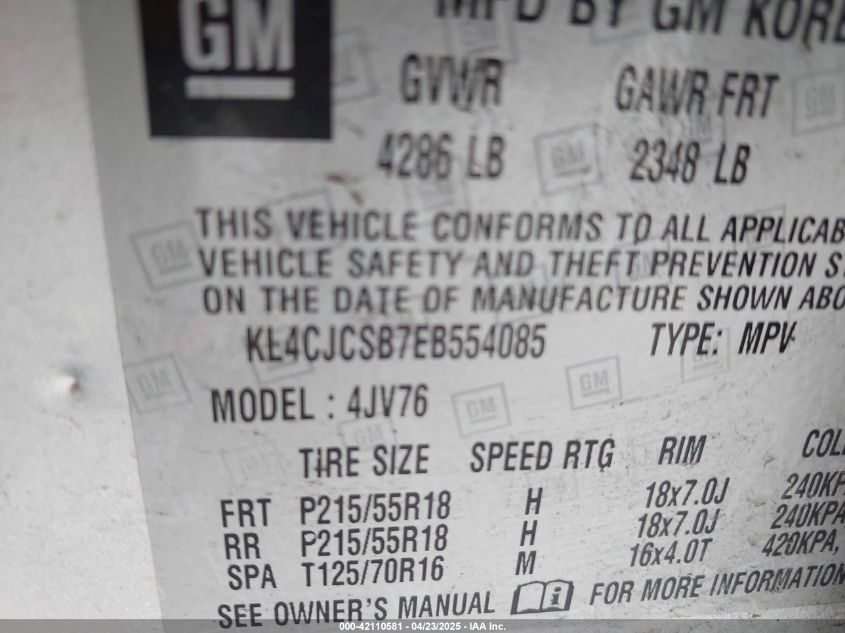 GM MFD BY GM KORE
GVWR GAWR FRT
4286 LB 2348 LB
THIS VEHICLE CONFORMS TO ALL APPLICAB
VEHICLE SAFETY AND THEFT PREVENTION S
ON THE DATE OF MANUFACTURE SHOWN ABO
KL4CJCSB7EB554085 TYPE: MPV
MODEL : 4JV76
TIRE SIZE SPEED RTG RIM COL
FRT P215/55R18 H 18x7.0J 240KP
RR P215/55R18 H 18x7.0J 240KPA
SPA T125/70R16 M 16x4.0T 420KPA,
SEE OWNER'S MANUAL FOR MORE INFORMATION
000-42110581 - 04/23/2025 - IAA Inc.